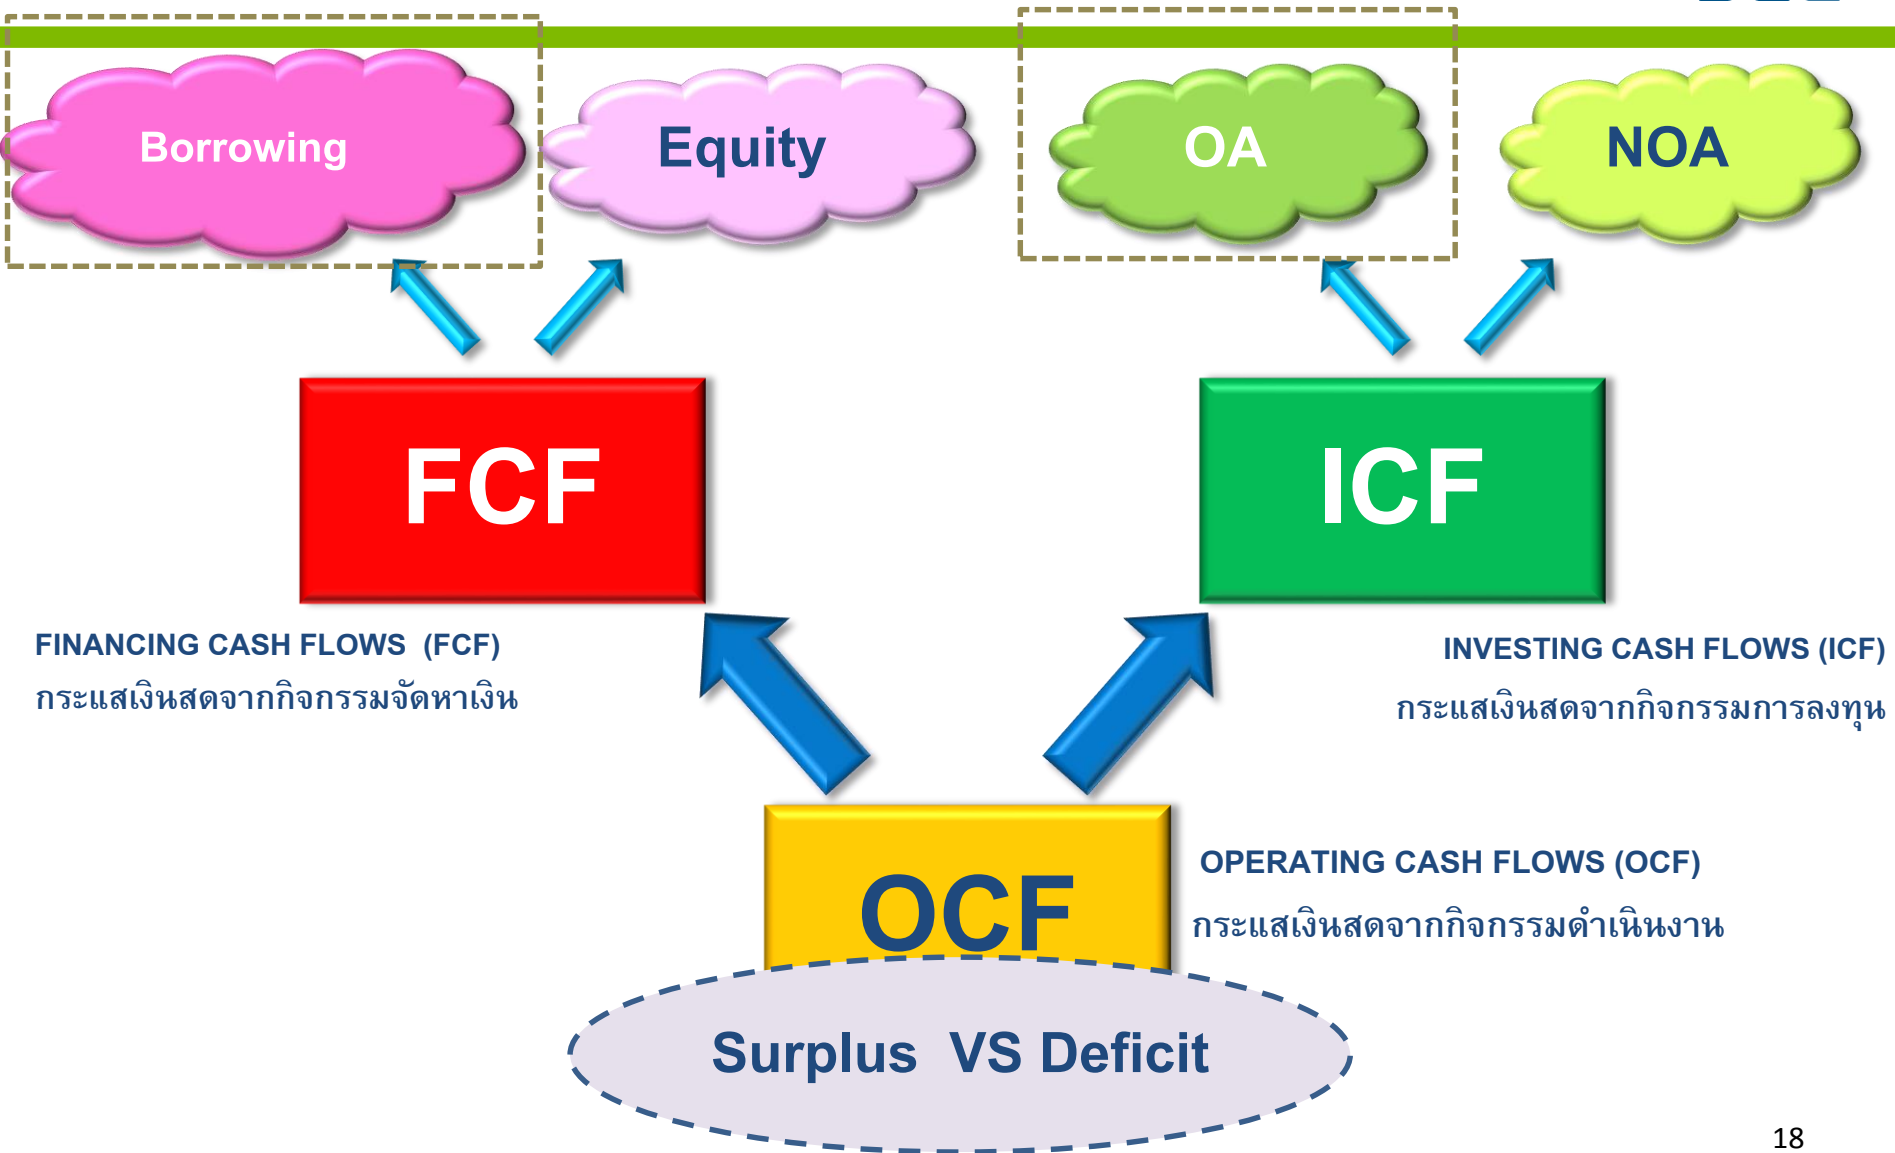 Borrowing
Equity
OA
NOA
FCF
ICF
FINANCING CASH FLOWS (FCF)
กระแสเงินสดจากกิจกรรมจัดหาเงิน
INVESTING CASH FLOWS (ICF)
กระแสเงินสดจากกิจกรรมการลงทุน
OCF
OPERATING CASH FLOWS (OCF)
กระแสเงินสดจากกิจกรรมดำเนินงาน
Surplus VS Deficit
18